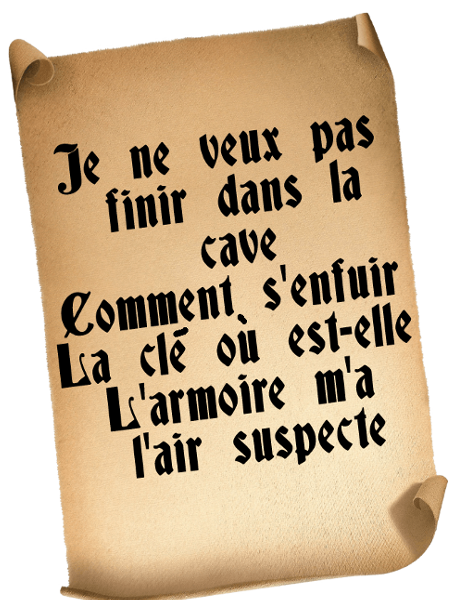 Je ne veux pas
finir dans la
cave
Comment s'enfuir
La clé où est-elle
L'armoire m'a
l'air suspecte